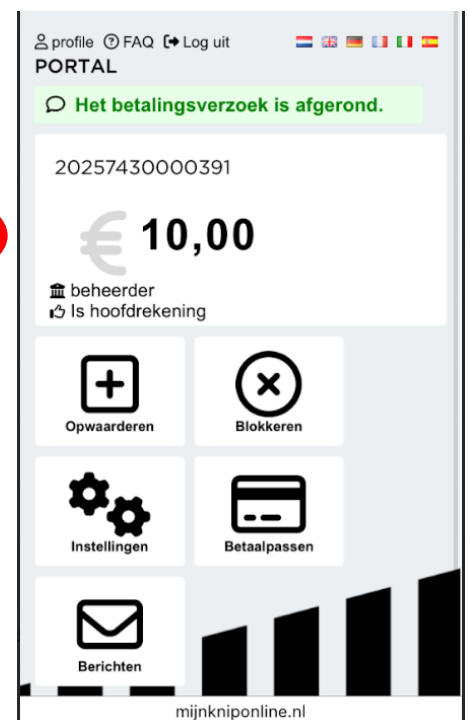 profile FAQ Log uit
PORTAL
Het betalingsverzoek is afgerond.
20257430000391
€ 10,00
beheerder
Is hoofdrekening
Opwaarderen Blokkeren
Instellingen Betaalpassen
Berichten
mijnkniponline.nl